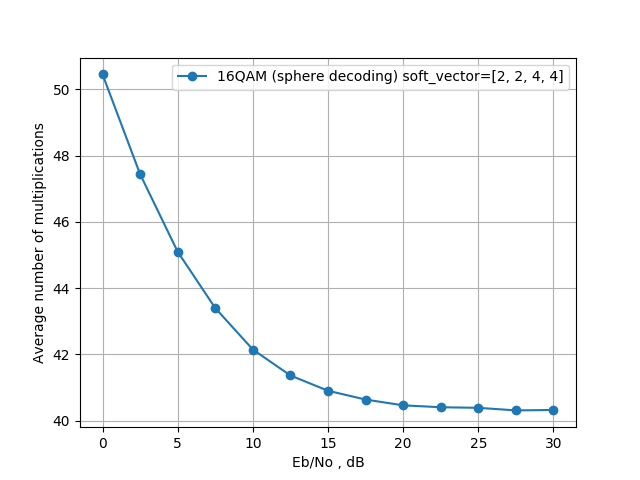 16QAM (sphere decoding) soft_vector=[2, 2, 4, 4]
Average number of multiplications
50
48
46
44
42
40
0 5 10 15 20 25 30
Eb/No , dB